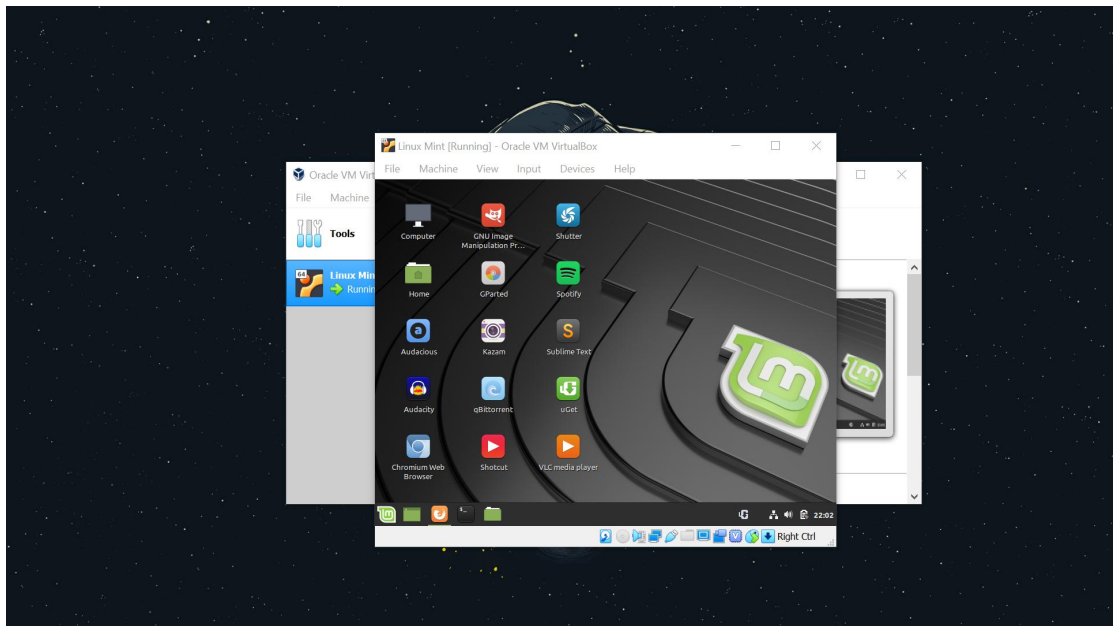 Linux Mint [Running] - Oracle VM VirtualBox
File Machine View Input Devices Help
Oracle VM Virt
File Machine
Tools
64
Linux Min
Runnin
Computer
GNU Image
Manipulation Pr...
Shutter
Home
GParted
Spotify
Audacious
Kazam
Sublime Text
Audacity
qBittorrent
uGet
Chromium Web
Browser
Shotcut
VLC media player
22:02
Right Ctrl